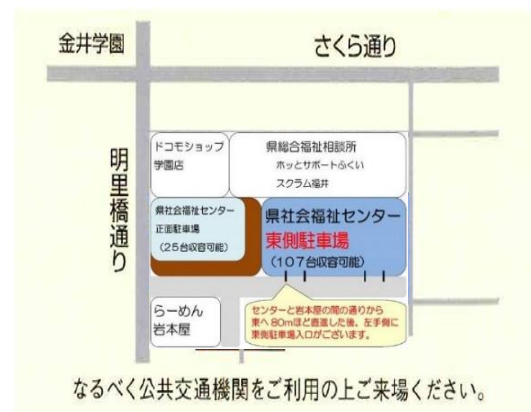 金井学園
さくら通り
明里橋通り
ドコモショップ
学園店
県総合福祉相談所
ホッとサポートふくい
スクラム福井
県社会福祉センター
正面駐車場
(25台収容可能)
県社会福祉センター
東側駐車場
(107台収容可能)
らーめん
岩本屋
センターと岩本屋の間の通りから
東へ80mほど直進した後、左手側に
東側駐車場入口がございます。
なるべく公共交通機関をご利用の上ご来場ください。